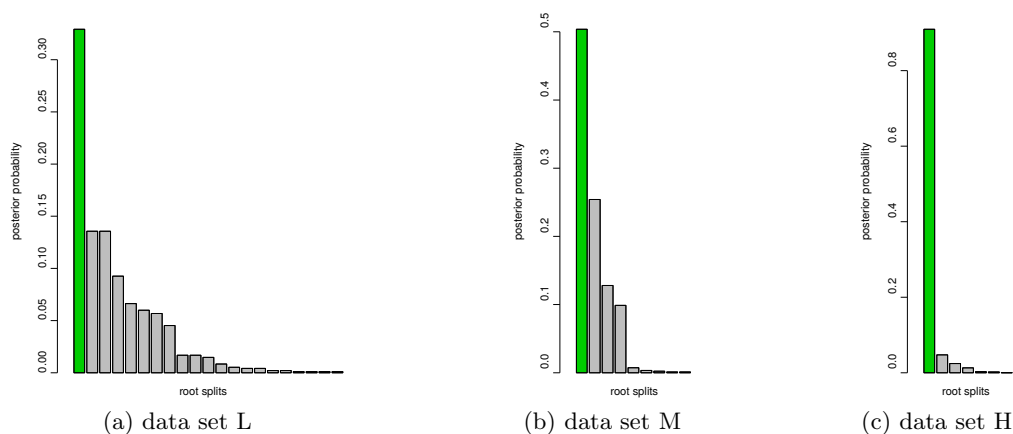 posterior probability
0.30
0.25
0.20
0.15
0.10
0.05
0.00
root splits
(a) data set L
posterior probability
0.5
0.4
0.3
0.2
0.1
0.0
root splits
(b) data set M
posterior probability
0.8
0.6
0.4
0.2
0.0
root splits
(c) data set H